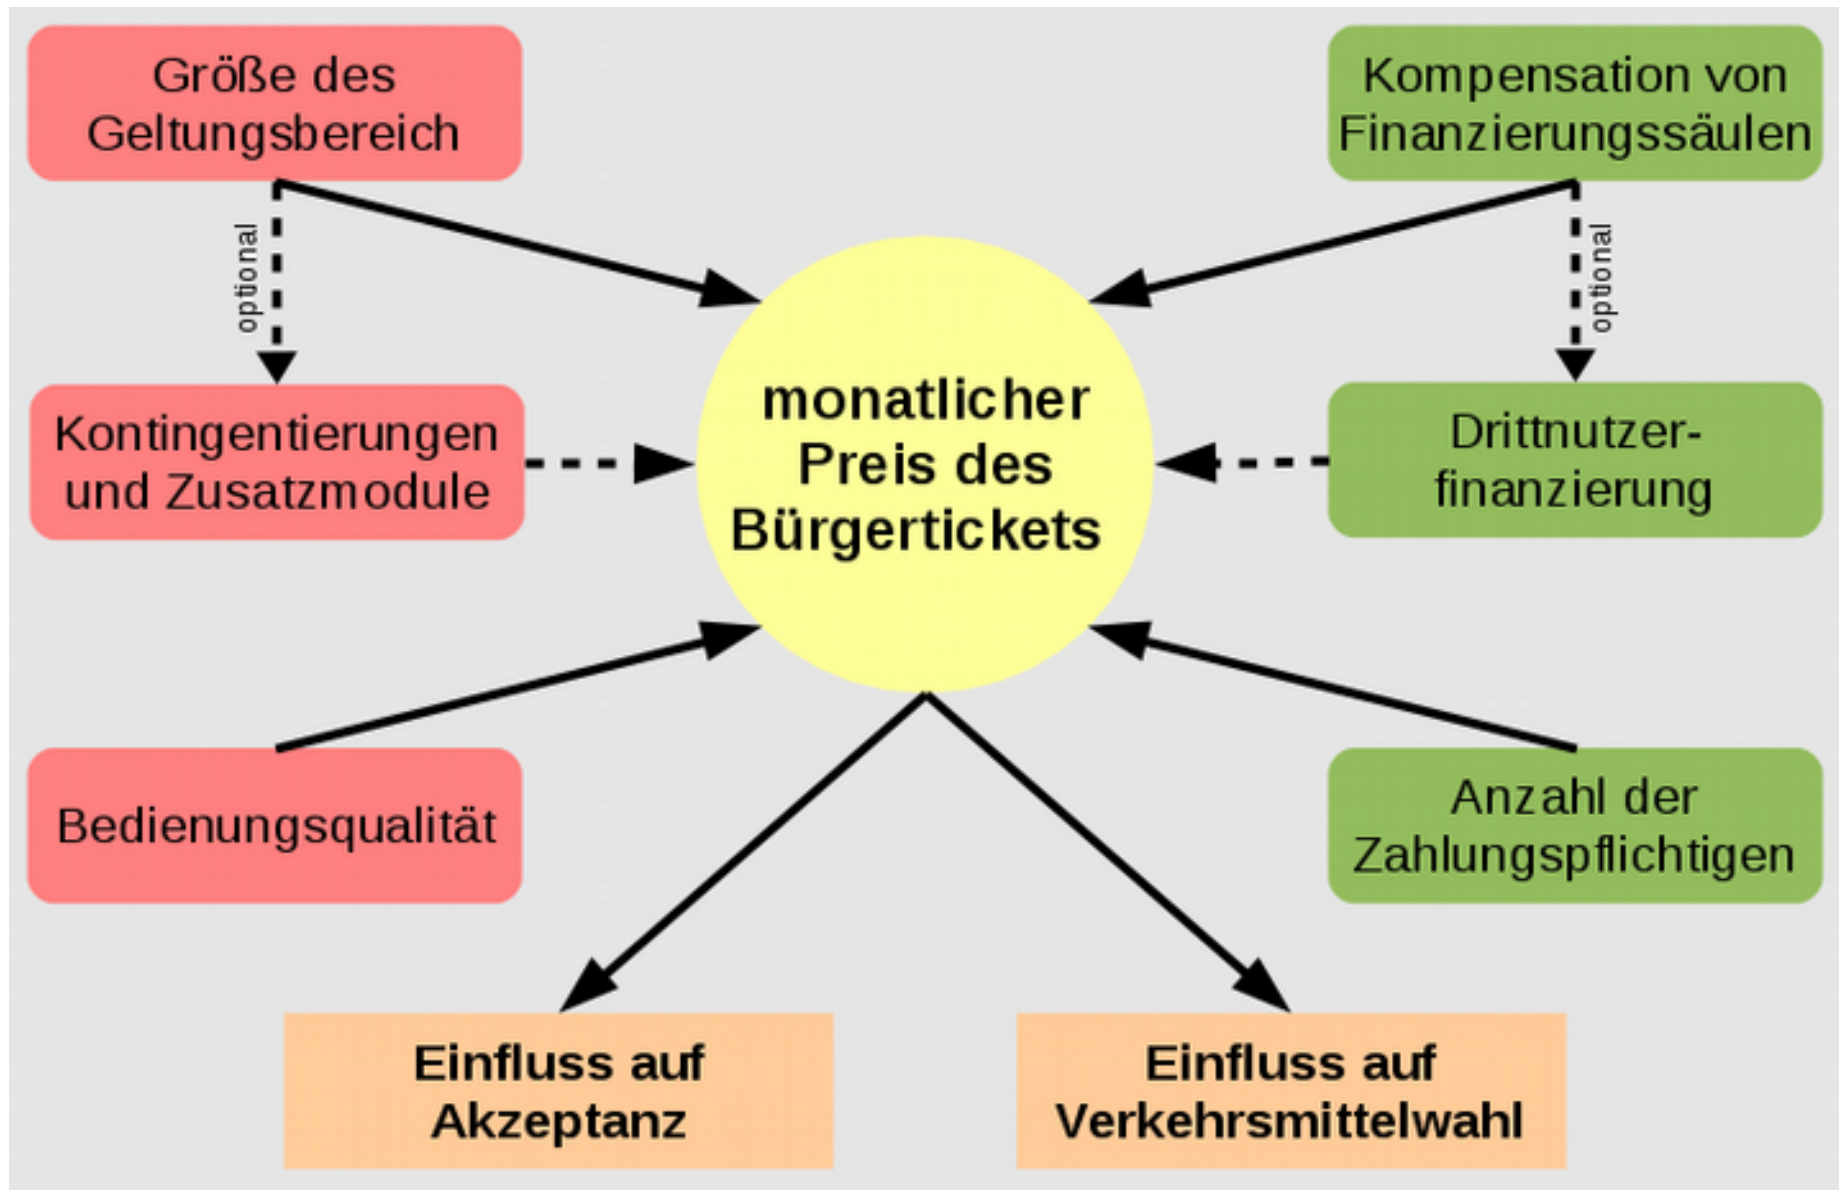 Größe des
Geltungsbereich
Kompensation von
Finanzierungssäulen
optional
optional
Kontingentierungen
und Zusatzmodule
monatlicher
Preis des
Bürgertickets
Drittnutzer-
finanzierung
Bedienungsqualität
Anzahl der
Zahlungspflichtigen
Einfluss auf
Akzeptanz
Einfluss auf
Verkehrsmittelwahl